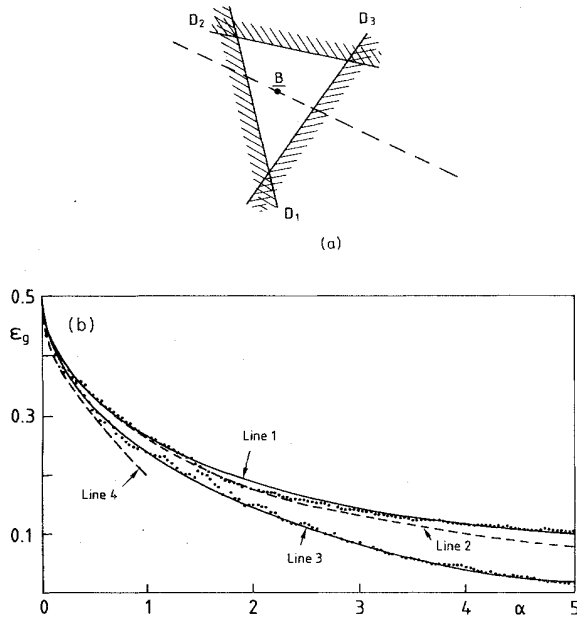 D2 D3
B
D1
(a)
0.5
(b)
εg
0.3
Line 1
Line 4
Line 2
0.1
Line 3
0 1 2 3 4 5
α